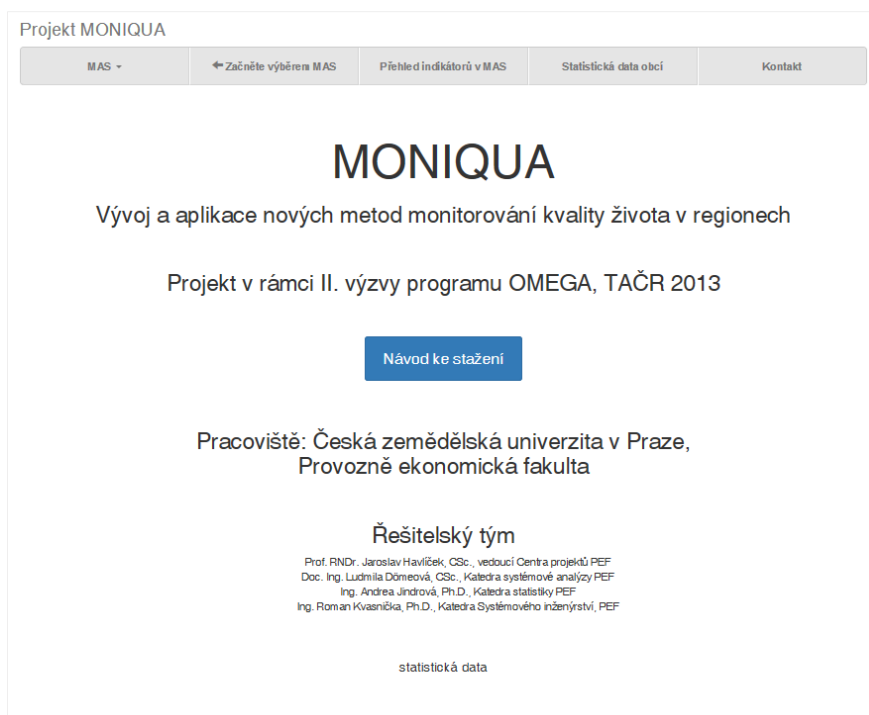 Projekt MONIQUA
MAS
Začněte výběrem MAS
Přehled indikátorů v MAS
Statistická data obcí
Kontakt
MONIQUA
Vývoj a aplikace nových metod monitorování kvality života v regionech
Projekt v rámci II. výzvy programu OMEGA, TAČR 2013
Návod ke stažení
Pracoviště: Česká zemědělská univerzita v Praze,
Provozně ekonomická fakulta
Řešitelský tým
Prof. RNDr. Jaroslav Havlíček, CSc., vedoucí Centra projektů PEF
Doc. Ing. Ludmila Dömeová, CSc., Katedra systémové analýzy PEF
Ing. Andrea Jindrová, Ph.D., Katedra statistiky PEF
Ing. Roman Kvasnička, Ph.D., Katedra Systémového inženýrství, PEF
statistická data